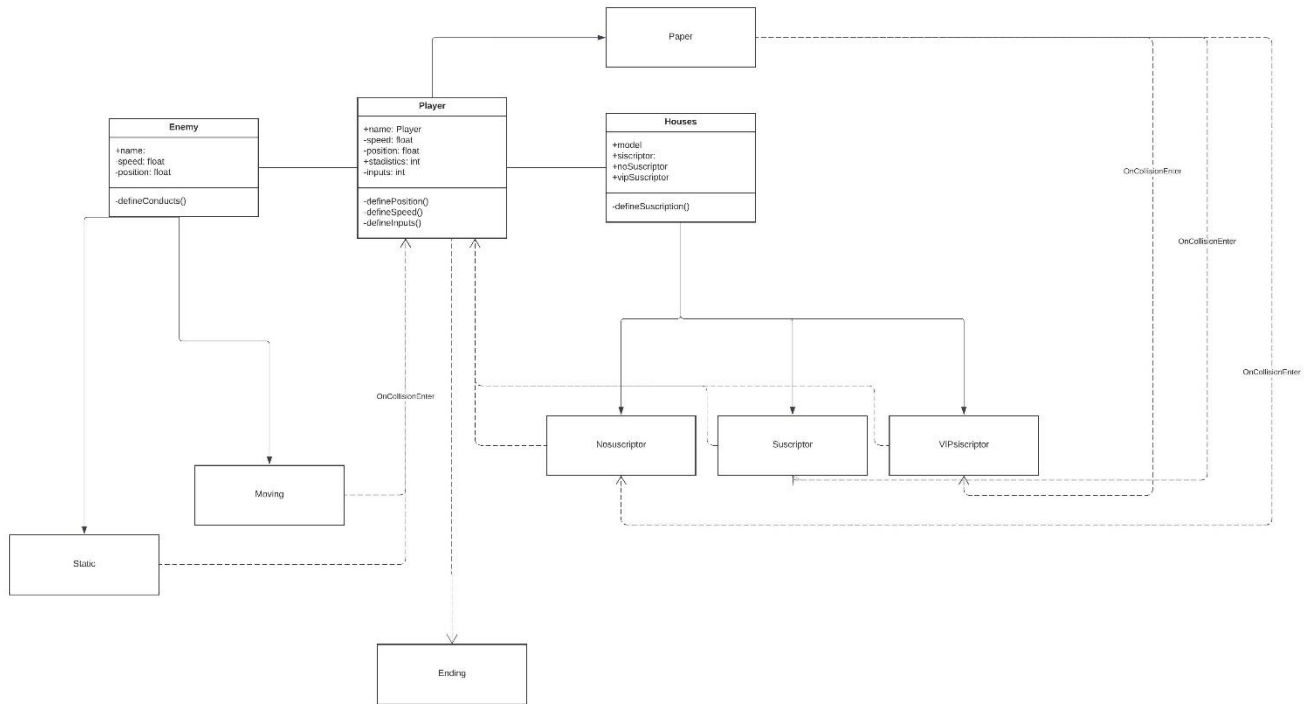 Paper
Player
+name: Player
-speed: float
-position: float
+stadistics: int
-inputs: int
-definePosition()
-defineSpeed()
-defineInputs()
Enemy
+name:
-speed: float
-position: float
-defineConducts()
Houses
+model
+siscriptor:
+noSuscriptor
+vipSuscriptor
-defineSuscription()
OnCollisionEnter
OnCollisionEnter
OnCollisionEnter
OnCollisionEnter
Nosuscriptor
Suscriptor
VIPsiscriptor
Moving
Static
Ending